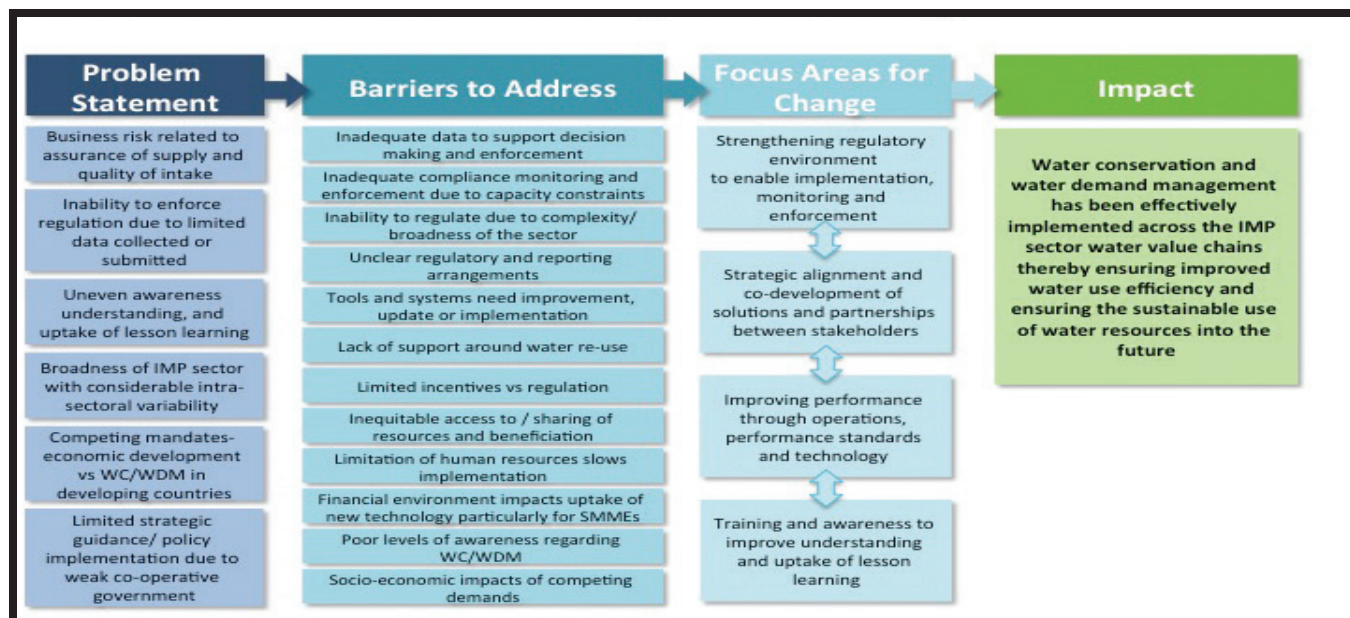 Problem
Statement
Business risk related to
assurance of supply and
quality of intake
Inability to enforce
regulation due to limited
data collected or
submitted
Uneven awareness
understanding, and
uptake of lesson learning
Broadness of IMP sector
with considerable intra-
sectoral variability
Competing mandates-
economic development
vs WC/WDM in
developing countries
Limited strategic
guidance/ policy
implementation due to
weak co-operative
government
Barriers to Address
Inadequate data to support decision
making and enforcement
Inadequate compliance monitoring and
enforcement due to capacity constraints
Inability to regulate due to complexity/
broadness of the sector
Unclear regulatory and reporting
arrangements
Tools and systems need improvement,
update or implementation
Lack of support around water re-use
Limited incentives vs regulation
Inequitable access to / sharing of
resources and beneficiation
Limitation of human resources slows
implementation
Financial environment impacts uptake of
new technology particularly for SMMEs
Poor levels of awareness regarding
WC/WDM
Socio-economic impacts of competing
demands
Focus Areas for
Change
Strengthening regulatory
environment
to enable implementation,
monitoring and
enforcement
Strategic alignment and
co-development of
solutions and partnerships
between stakeholders
Improving performance
through operations,
performance standards
and technology
Training and awareness to
improve understanding
and uptake of lesson
learning
Impact
Water conservation and
water demand management
has been effectively
implemented across the IMP
sector water value chains
thereby ensuring improved
water use efficiency and
ensuring the sustainable use
of water resources into the
future